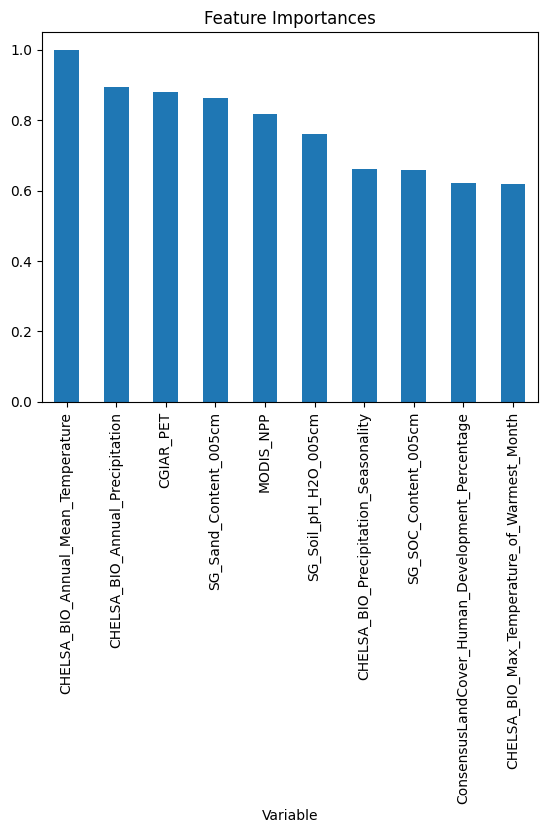 Feature Importances
1.0
0.8
0.6
0.4
0.2
0.0
CHELSA_BIO_Annual_Mean_Temperature
CHELSA_BIO_Annual_Precipitation
CGIAR_PET
SG_Sand_Content_005cm
MODIS_NPP
SG_Soil_pH_H2O_005cm
CHELSA_BIO_Precipitation_Seasonality
SG_SOC_Content_005cm
ConsensusLandCover_Human_Development_Percentage
CHELSA_BIO_Max_Temperature_of_Warmest_Month
Variable